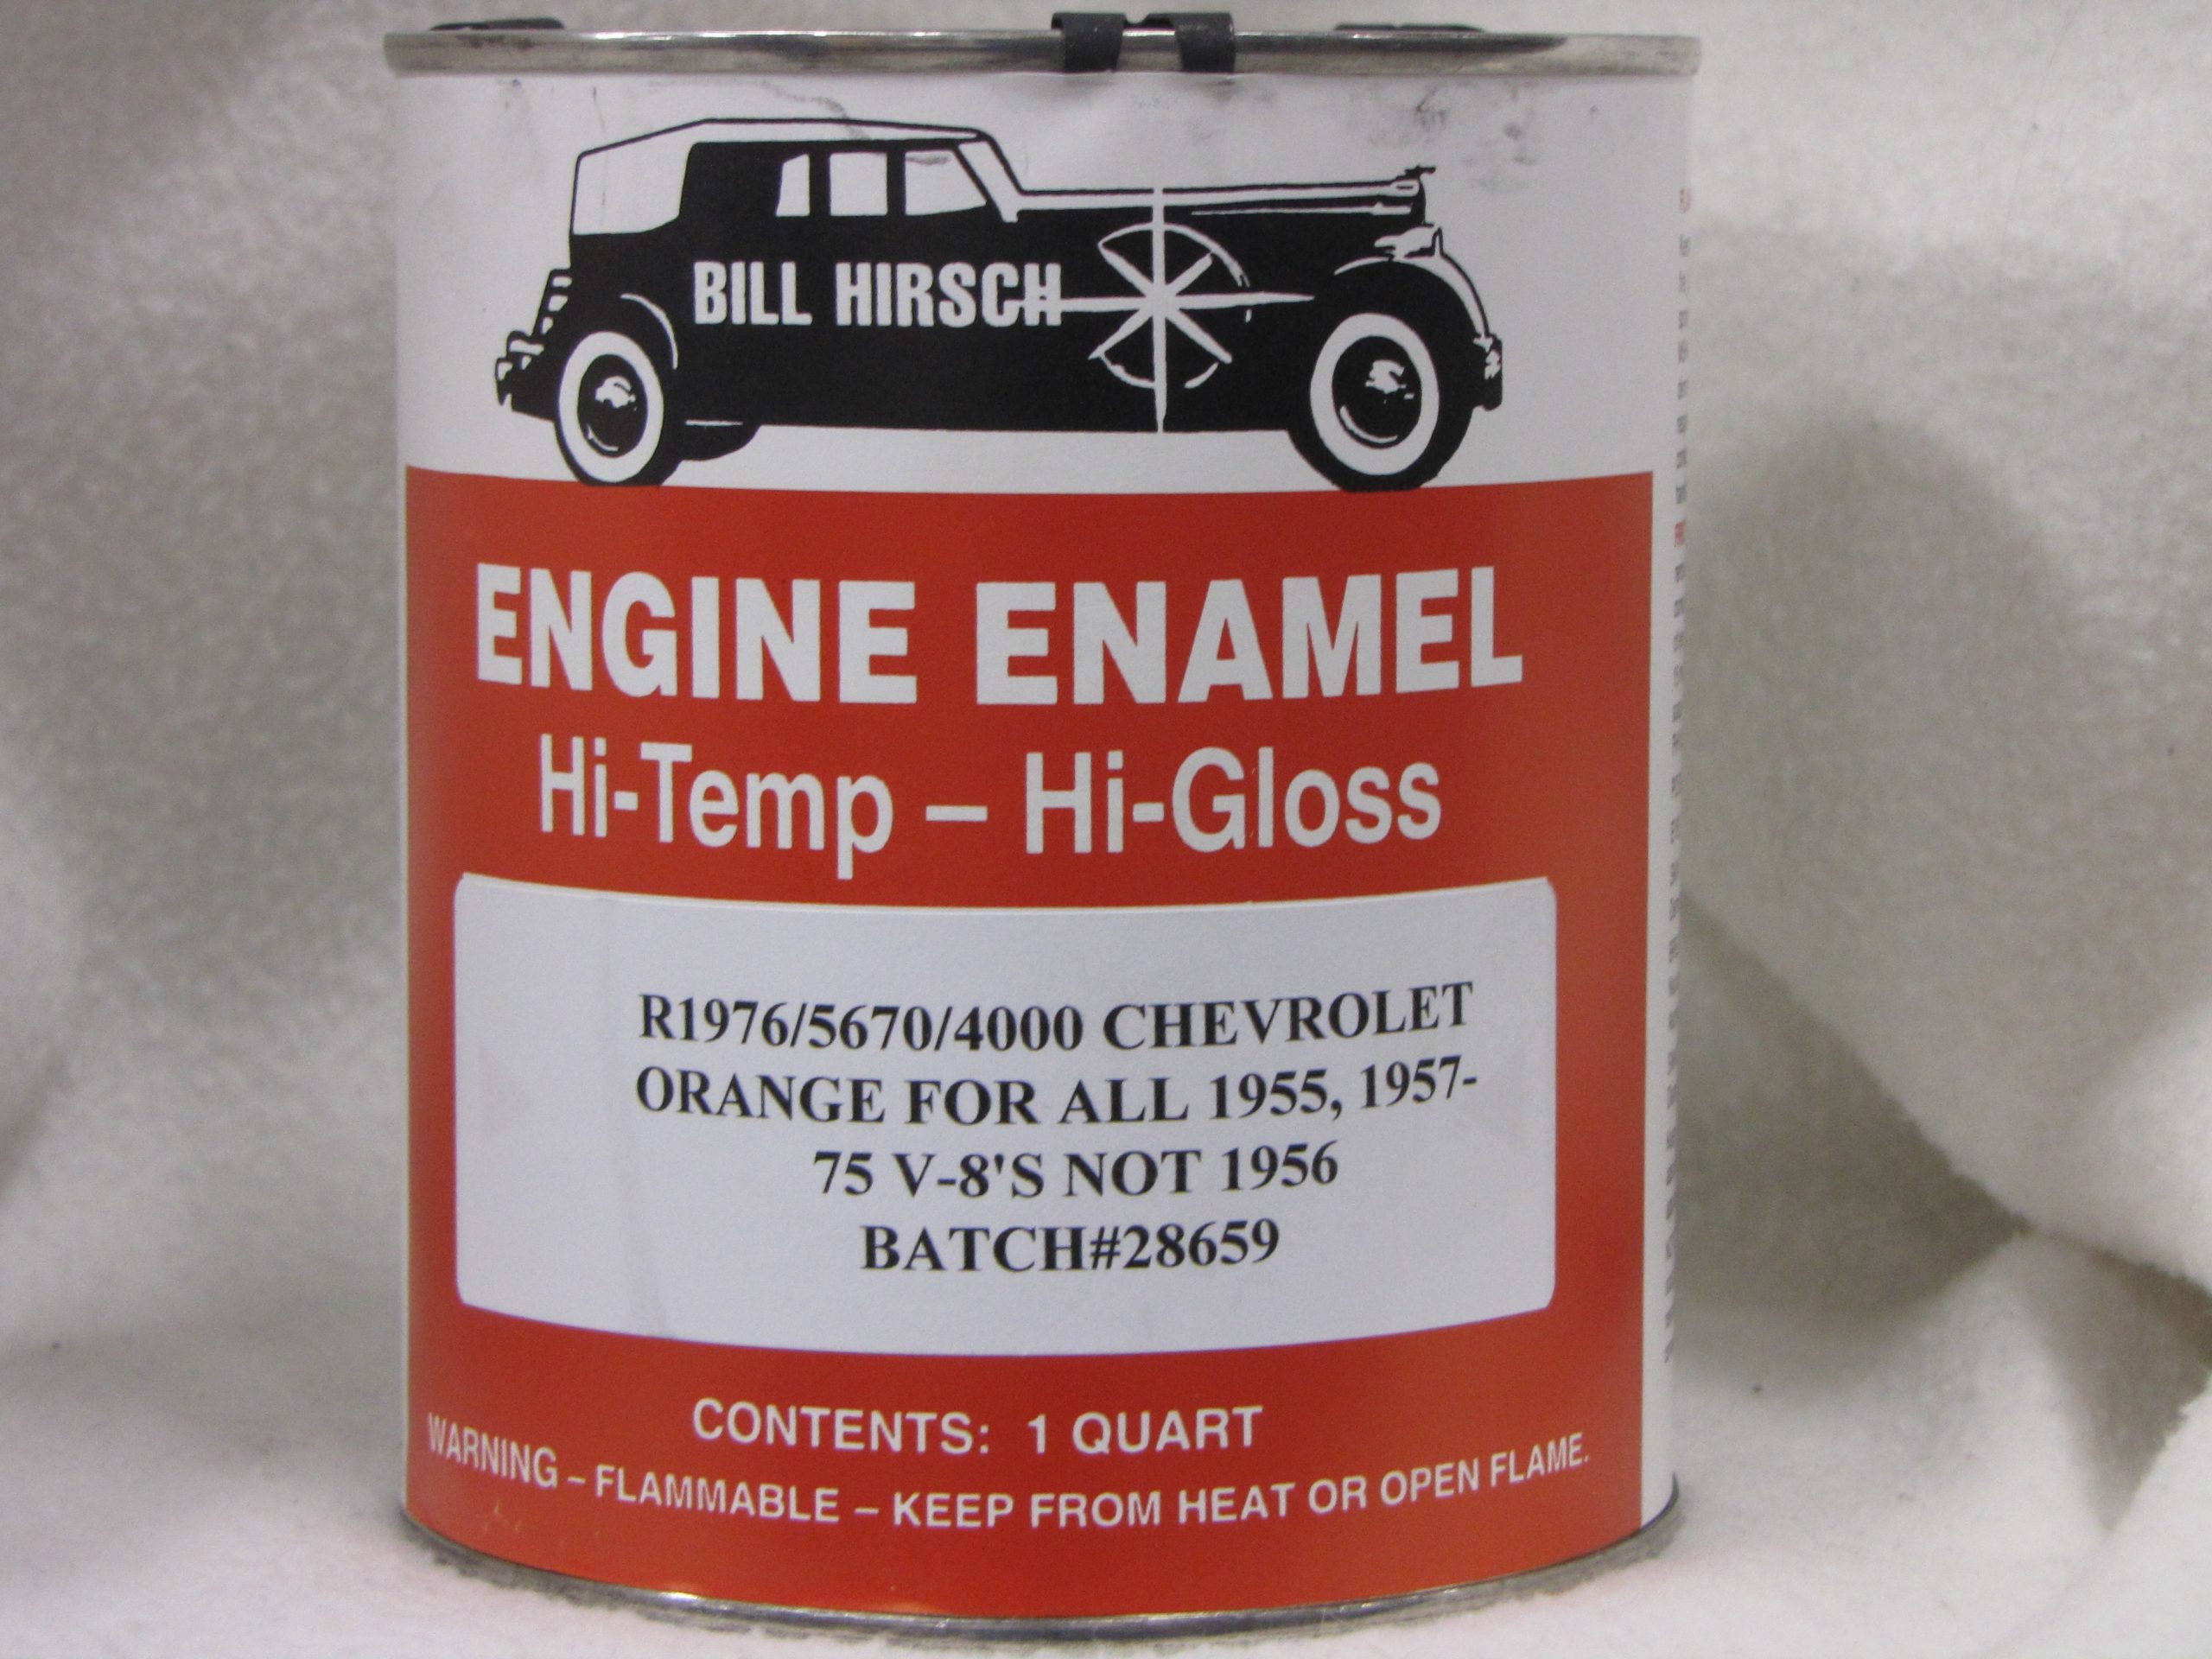 BILL HIRSCH
ENGINE ENAMEL
Hi-Temp – Hi-Gloss
R1976/5670/4000 CHEVROLET
ORANGE FOR ALL 1955, 1957-
75 V-8'S NOT 1956
BATCH#28659
CONTENTS: 1 QUART
WARNING – FLAMMABLE – KEEP FROM HEAT OR OPEN FLAME.